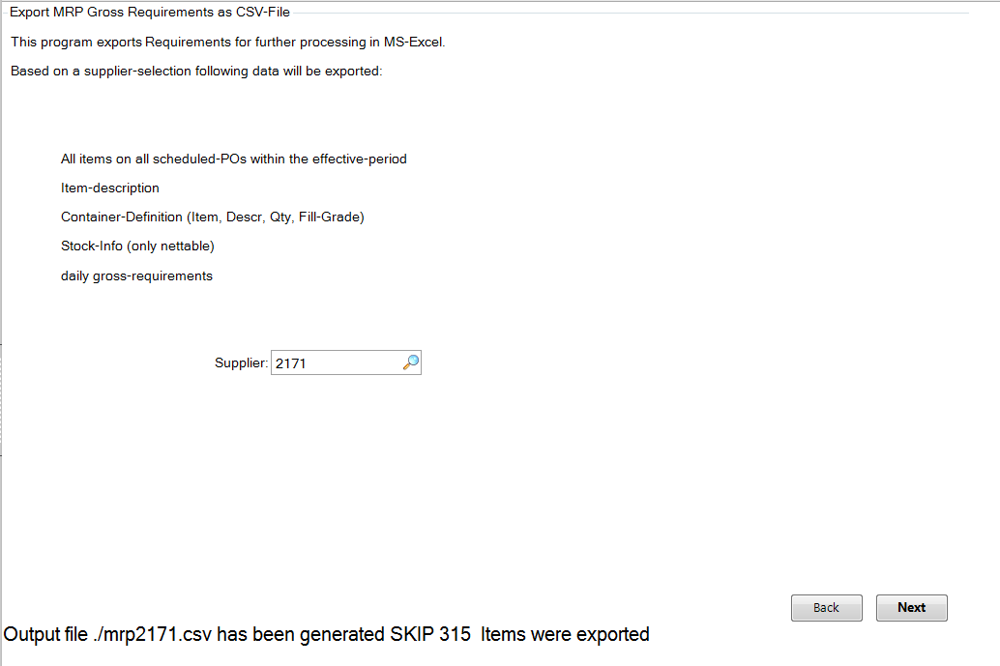 Export MRP Gross Requirements as CSV-File
This program exports Requirements for further processing in MS-Excel.
Based on a supplier-selection following data will be exported:
All items on all scheduled-POs within the effective-period
Item-description
Container-Definition (Item, Descr, Qty, Fill-Grade)
Stock-Info (only nettable)
daily gross-requirements
Supplier: 2171
Back Next
Output file ./mrp2171.csv has been generated SKIP 315 Items were exported